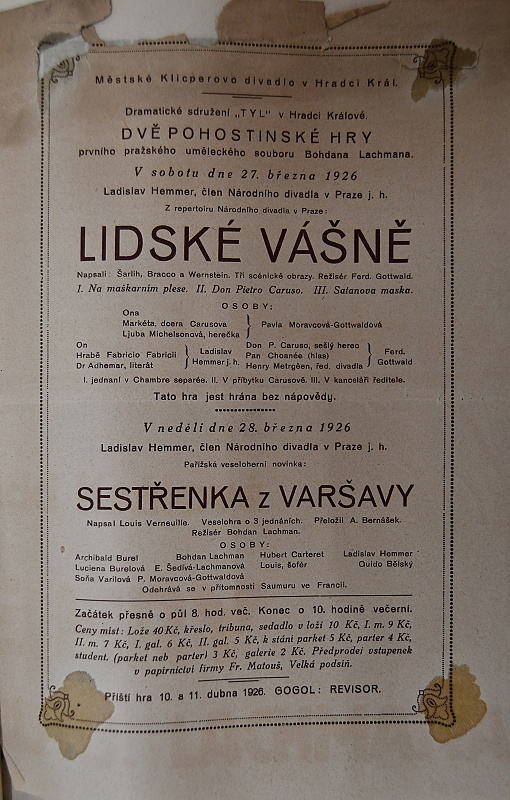 Městské Klicperovo divadlo v Hradci Král.
Dramatické sdružení „TYL“ v Hradci Králové.
DVĚ POHOSTINSKÉ HRY
prvního pražského uměleckého souboru Bohdana Lachmana.
V sobotu dne 27. března 1926
Ladislav Hemmer, člen Národního divadla v Praze j. h.
Z repertoiru Národního divadla v Praze:
LIDSKÉ VÁŠNĚ
Napsali: Šarlih, Bracco a Wernstein. Tři scénické obrazy. Režisér Ferd. Gottwald.
I. Na maškarním plese. II. Don Pietro Caruso. III. Satanova maska.
OSOBY:
Ona
Markéta, dcera Carusova
Ljuba Michelsonová, herečka
Pavla Moravcová-Gottwaldová
On
Hrabě Fabricio Fabricii
Dr Adhemar, literát
Ladislav
Hemmer j. h.
Don P. Caruso, sešlý herec
Pan Choanée (hlas)
Henry Metrgéen, řed. divadla
Ferd.
Gottwald
I. jednaní v Chambre separée. II. V příbytku Carusově. III. V kanceláři ředitele.
Tato hra jest hrána bez nápovědy.
V neděli dne 28. března 1926
Ladislav Hemmer, člen Národního divadla v Praze j. h.
Pařížská veseloherní novinka:
SESTŘENKA z VARŠAVY
Napsal Louis Verneuille. Veselohra o 3 jednáních. Přeložil A. Bernášek.
Režisér Bohdan Lachman.
OSOBY:
Archibald Burel Bohdan Lachman Hubert Carteret Ladislav Hemmer
Luciena Burelová E. Šedívá-Lachmanová Louis, šofér Quido Bělský
Soňa Varilová P. Moravcová-Gottwaldová
Odehrává se v přítomnosti Saumuru ve Francii.
Začátek přesně o půl 8. hod. več. Konec o 10. hodině večerní.
Ceny míst: Lože 40 Kč, křeslo, tribuna, sedadlo v loži 10 Kč, I. m. 9 Kč,
II. m. 7 Kč, I. gal. 6 Kč, II. gal. 5 Kč, k stání parket 5 Kč, parter 4 Kč,
student. (parket neb parter) 3 Kč, galerie 2 Kč. Předprodej vstupenek
v papírnictví firmy Fr. Matouš, Velká podsíň.
Příští hra 10. a 11. dubna 1926. GOGOL: REVISOR.